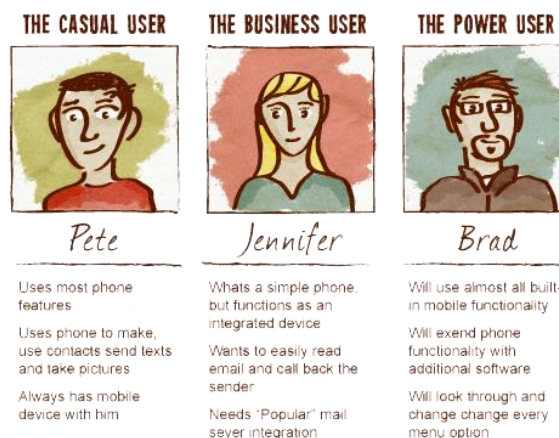 THE CASUAL USER
Pete
Uses most phone
features
Uses phone to make,
use contacts send texts
and take pictures
Always has mobile
device with him
THE BUSINESS USER
Jennifer
Whats a simple phone,
but functions as an
integrated device
Wants to easily read
email and call back the
sender
Needs "Popular" mail
sever integration
THE POWER USER
Brad
Will use almost all built-
in mobile functionality
Will exend phone
functionality with
additional software
Will look through and
change change every
menu option